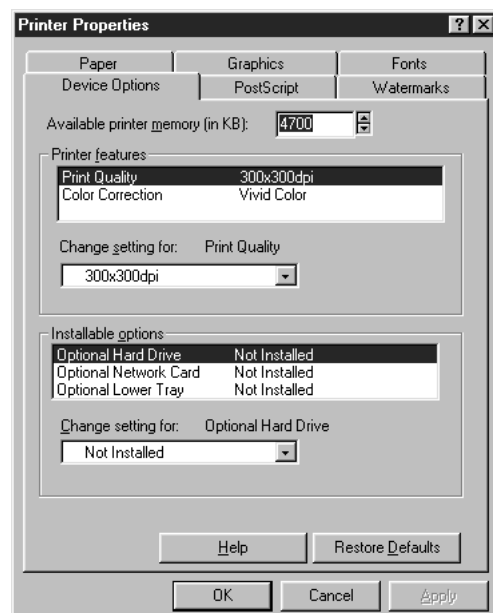 Printer Properties
Paper Graphics Fonts
Device Options PostScript Watermarks
Available printer memory (in KB): 4700
Printer features
Print Quality 300x300dpi
Color Correction Vivid Color
Change setting for: Print Quality
300x300dpi
Installable options
Optional Hard Drive Not Installed
Optional Network Card Not Installed
Optional Lower Tray Not Installed
Change setting for: Optional Hard Drive
Not Installed
Help Restore Defaults
OK Cancel Apply